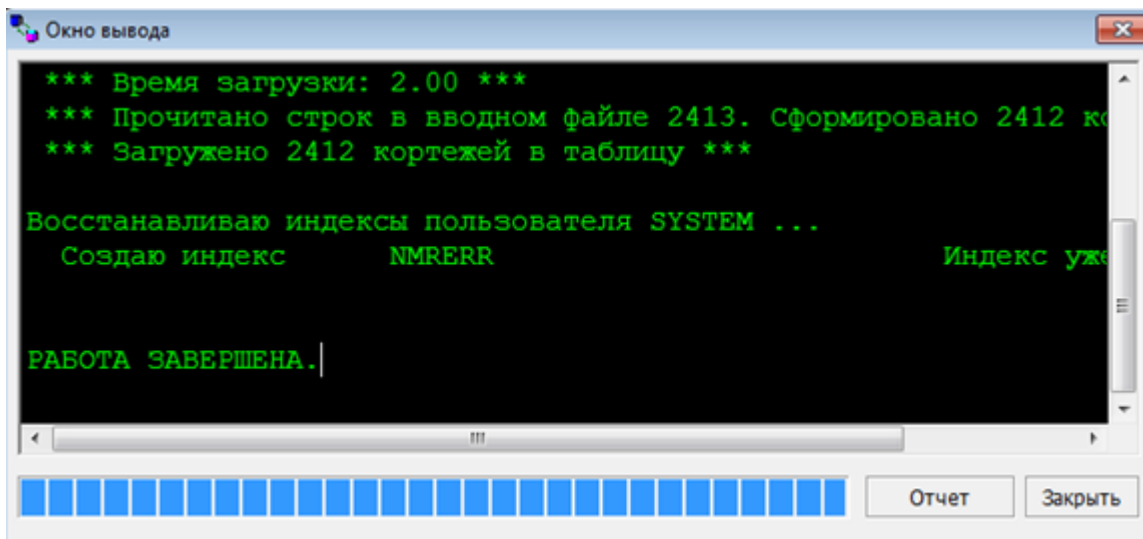 Окно вывода
*** Время загрузки: 2.00 ***
*** Прочитано строк в вводном файле 2413. Сформировано 2412
*** Загружено 2412 кортежей в таблицу ***
Восстанавливаю индексы пользователя SYSTEM ...
Создаю индекс NMRERR Индекс уже
РАБОТА ЗАВЕРШЕНА.
Отчет Закрыть